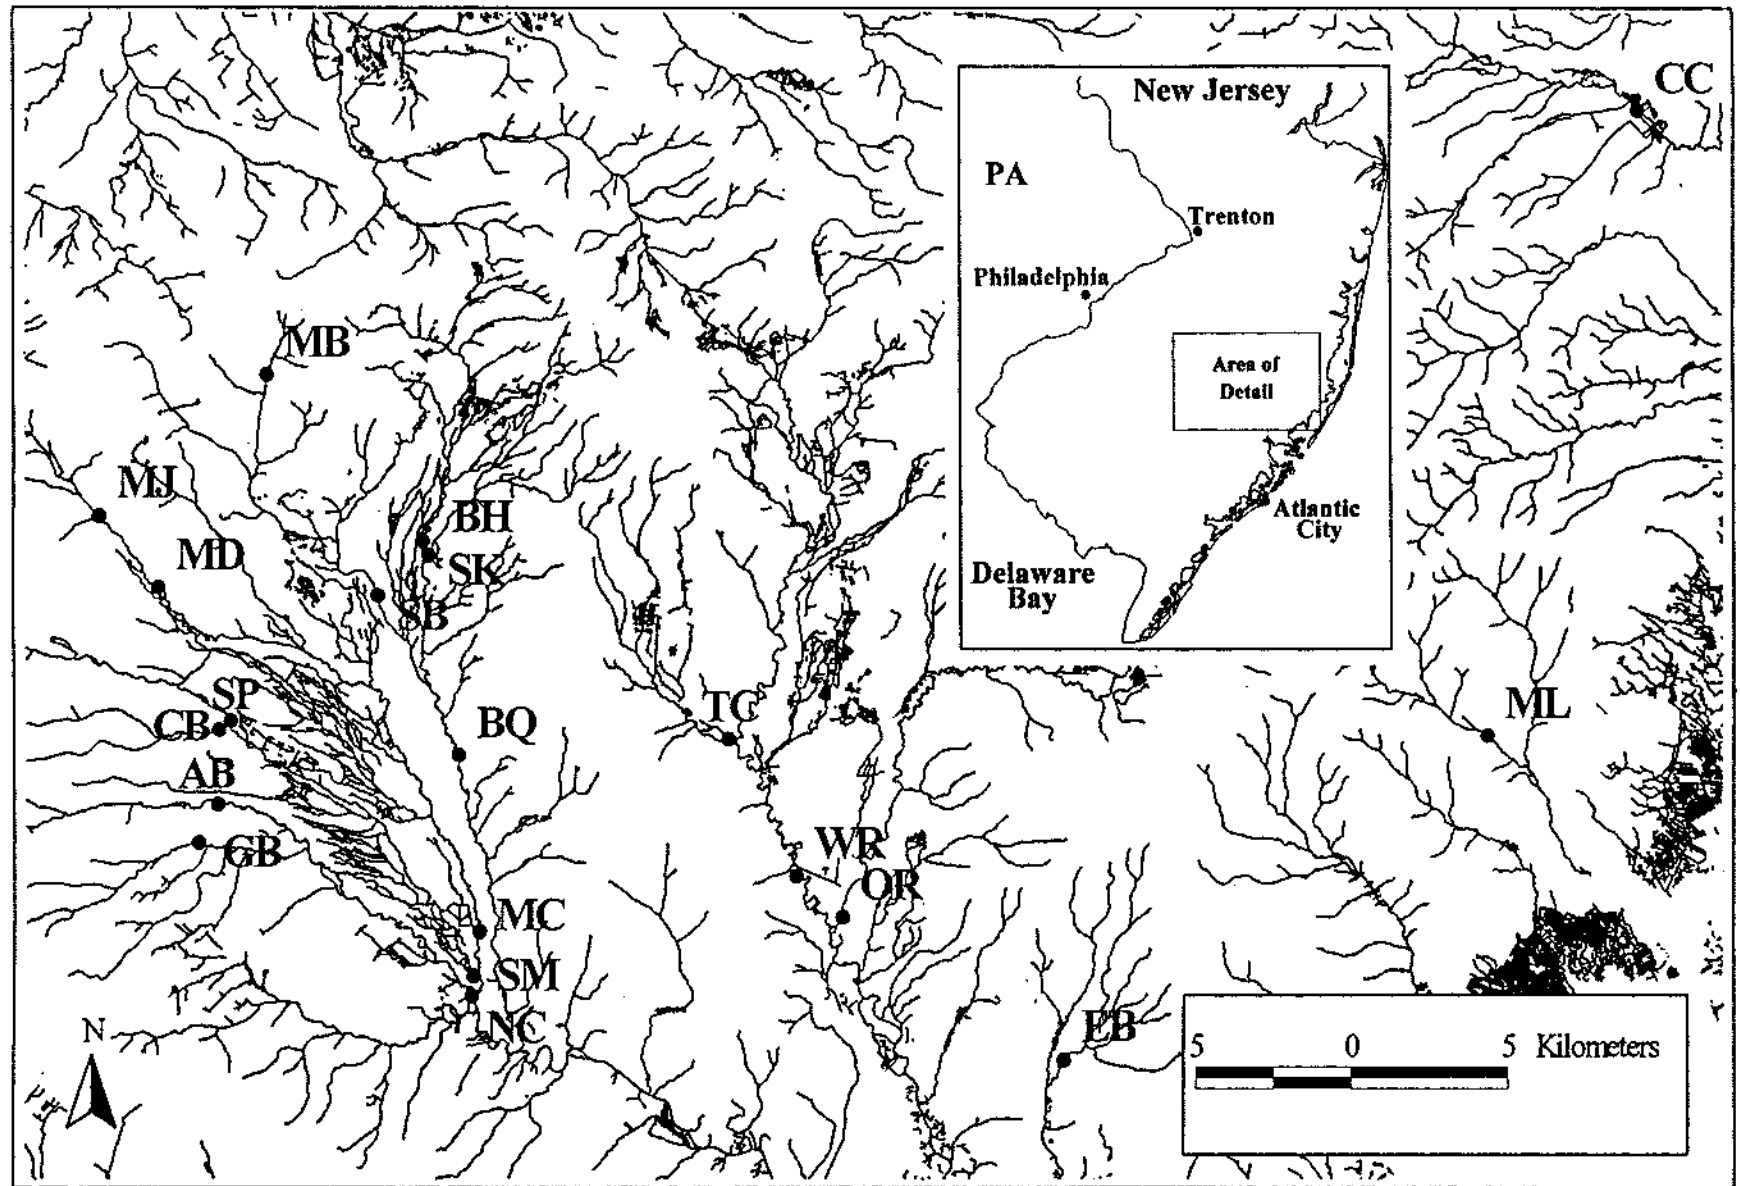 CC
New Jersey
PA
Trenton
Philadelphia
MB
Area of
Detail
MJ
BH
Atlantic
City
MD
SK
Delaware
Bay
SB
SP
CB
BQ
TC
ML
AB
WR
GB
OR
MC
SM
N
NC
EB
5 0 5 Kilometers